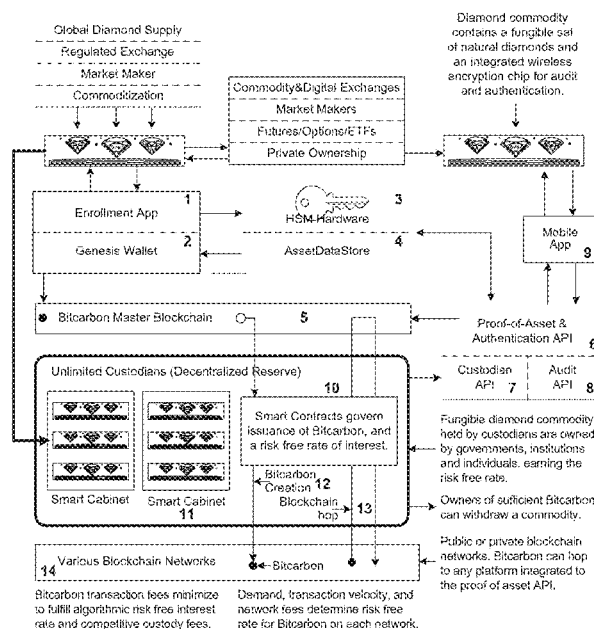 Global Diamond Supply
Regulated Exchange
Market Maker
Commoditization
Commodity&Digital Exchanges
Market Makers
Futures/Options/ETFs
Private Ownership
Diamond commodity
contains a fungible set
of natural diamonds and
an integrated wireless
encryption chip for audit
and authentication.
Enrollment App
1
Genesis Wallet
2
HSM Hardware
3
AssetDataStore
4
Mobile
App
9
Bitcarbon Master Blockchain
5
Proof-of-Asset &
Authentication API
6
Custodian
API 7
Audit
API 8
Unlimited Custodians (Decentralized Reserve)
10
Smart Contracts govern
issuance of Bitcarbon, and
a risk free rate of interest.
Smart Cabinet
Smart Cabinet
11
Bitcarbon
Creation
12
Blockchain
hop
13
Fungible diamond commodity
held by custodians are owned
by governments, institutions
and individuals, earning the
risk free rate.
Owners of sufficient Bitcarbon
can withdraw a commodity.
Various Blockchain Networks
14
Bitcarbon
Public or private blockchain
networks. Bitcarbon can hop
to any platform integrated to
the proof of asset API.
Bitcarbon transaction fees minimize
to fulfill algorithmic risk free interest
rate and competitive custody fees.
Demand, transaction velocity, and
network fees determine risk free
rate for Bitcarbon on each network.